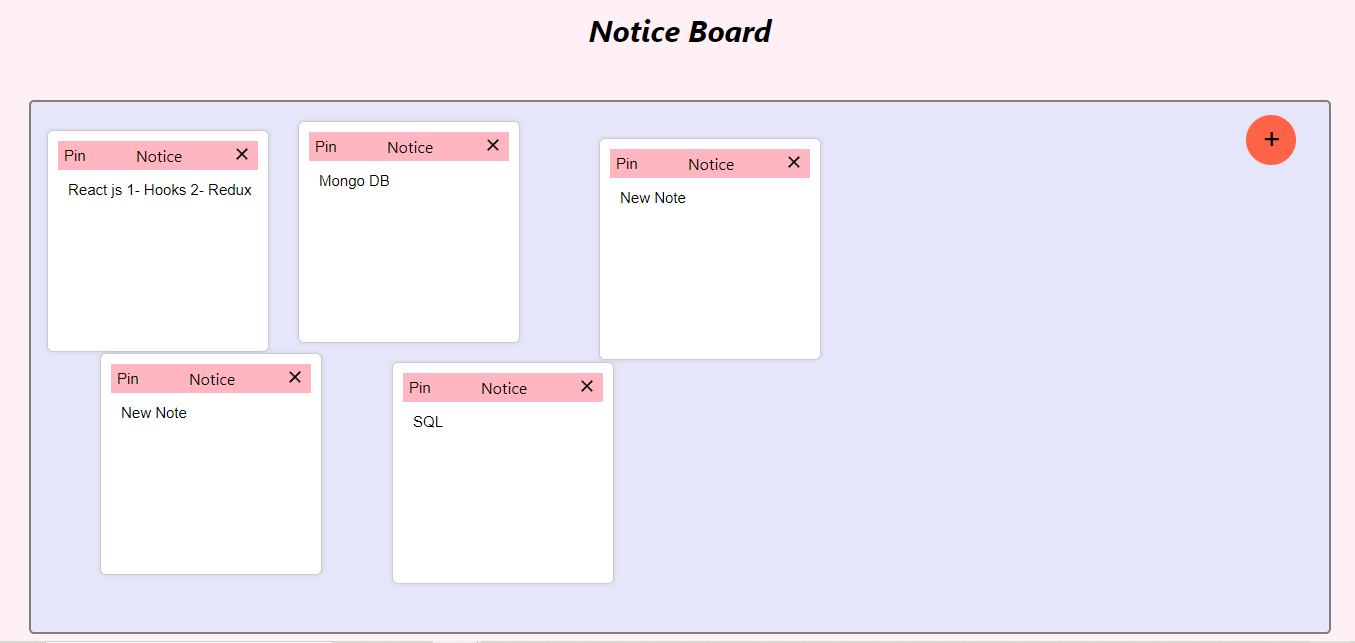 Notice Board
+
Pin Notice ✕
React js 1- Hooks 2- Redux
Pin Notice ✕
Mongo DB
Pin Notice ✕
New Note
Pin Notice ✕
New Note
Pin Notice ✕
SQL